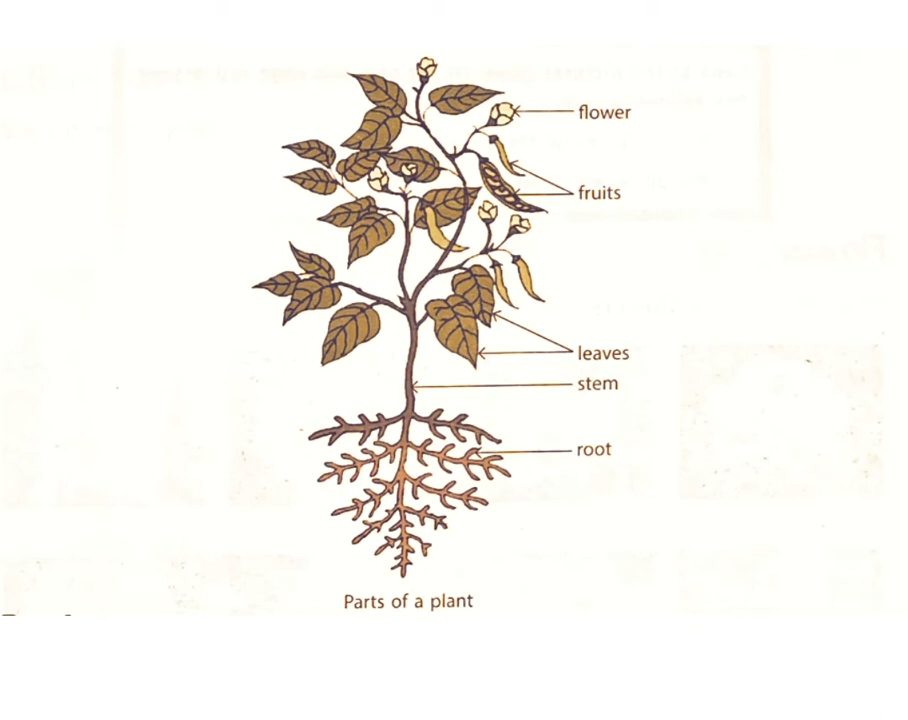 flower
fruits
leaves
stem
root
Parts of a plant